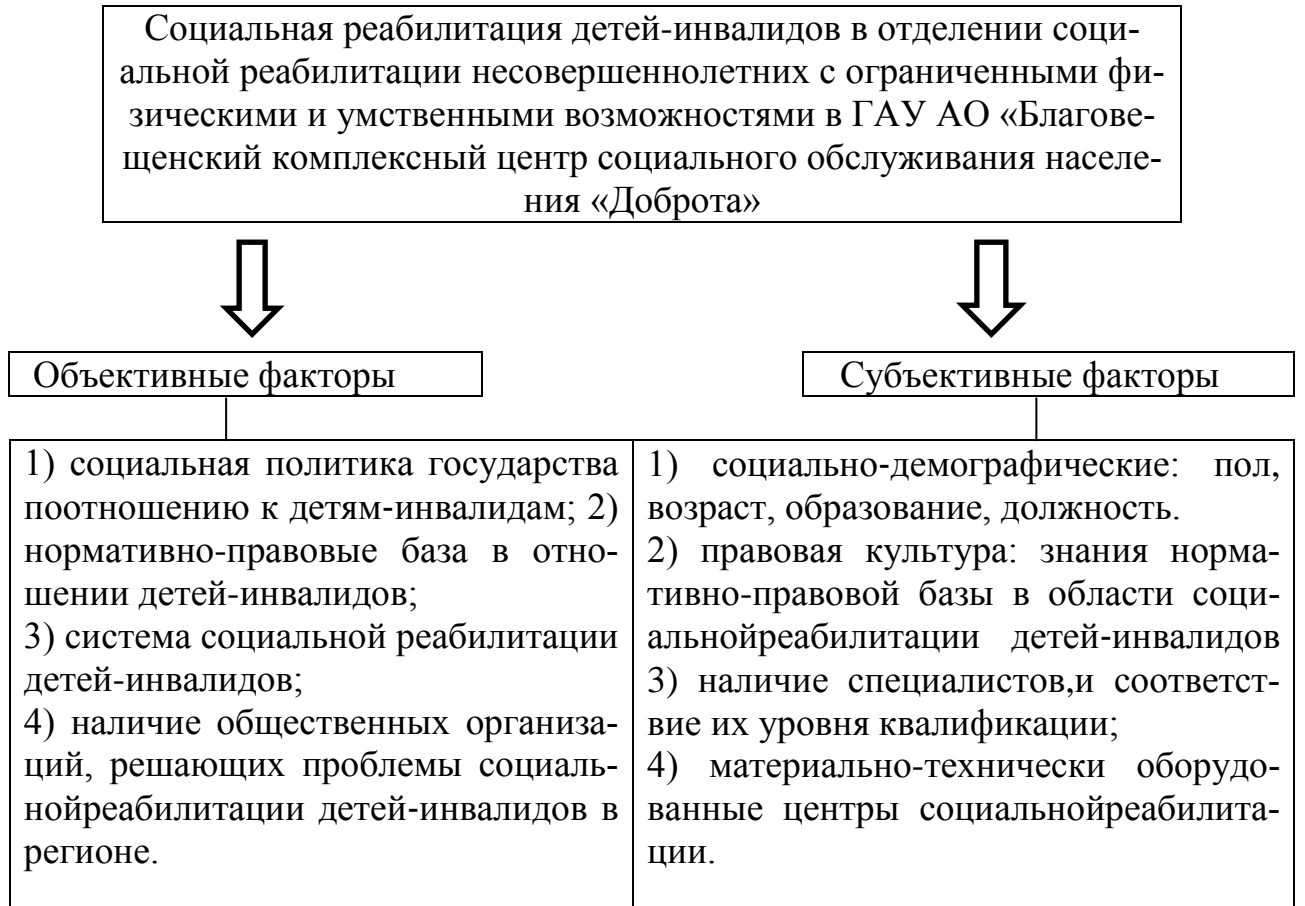 Социальная реабилитация детей-инвалидов в отделении соци-
альной реабилитации несовершеннолетних с ограниченными фи-
зическими и умственными возможностями в ГАУ АО «Благове-
щенский комплексный центр социального обслуживания населе-
ния «Доброта»
Объективные факторы
Субъективные факторы
1) социальная политика государства
поотношению к детям-инвалидам; 2)
нормативно-правовые база в отно-
шении детей-инвалидов;
3) система социальной реабилитации
детей-инвалидов;
4) наличие общественных организа-
ций, решающих проблемы социаль-
нойреабилитации детей-инвалидов в
регионе.
1) социально-демографические: пол,
возраст, образование, должность.
2) правовая культура: знания норма-
тивно-правовой базы в области соци-
альнойреабилитации детей-инвалидов
3) наличие специалистов,и соответст-
вие их уровня квалификации;
4) материально-технически оборудо-
ванные центры социальнойреабилита-
ции.